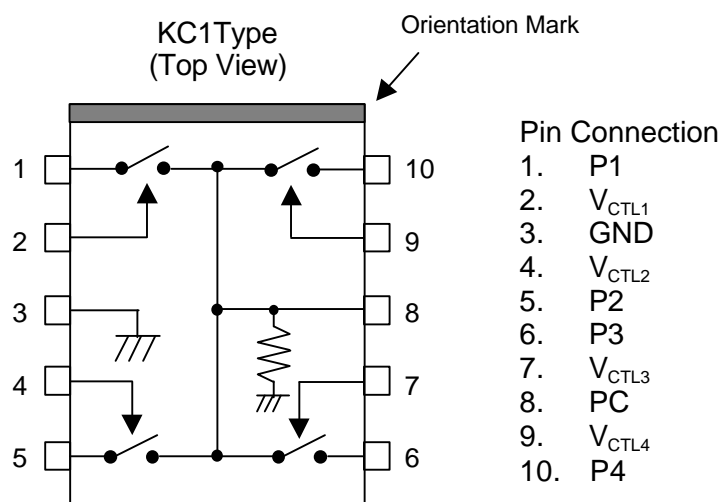 KC1Type
(Top View)
Orientation Mark
1
2
3
4
5
10
9
8
7
6
Pin Connection
1. P1
2. VCTL1
3. GND
4. VCTL2
5. P2
6. P3
7. VCTL3
8. PC
9. VCTL4
10. P4